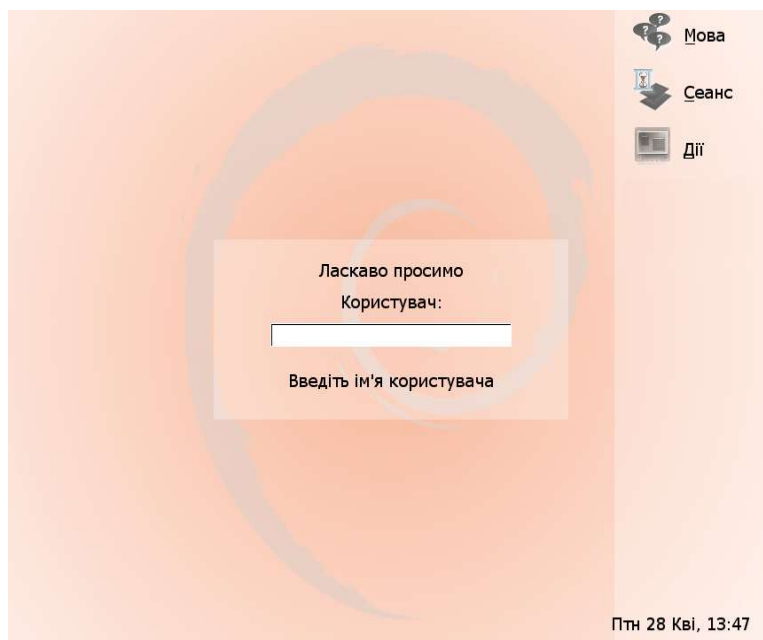 Мова
Сеанс
Дії
Ласкаво просимо
Користувач:
Введіть ім'я користувача
Птн 28 Кві, 13:47